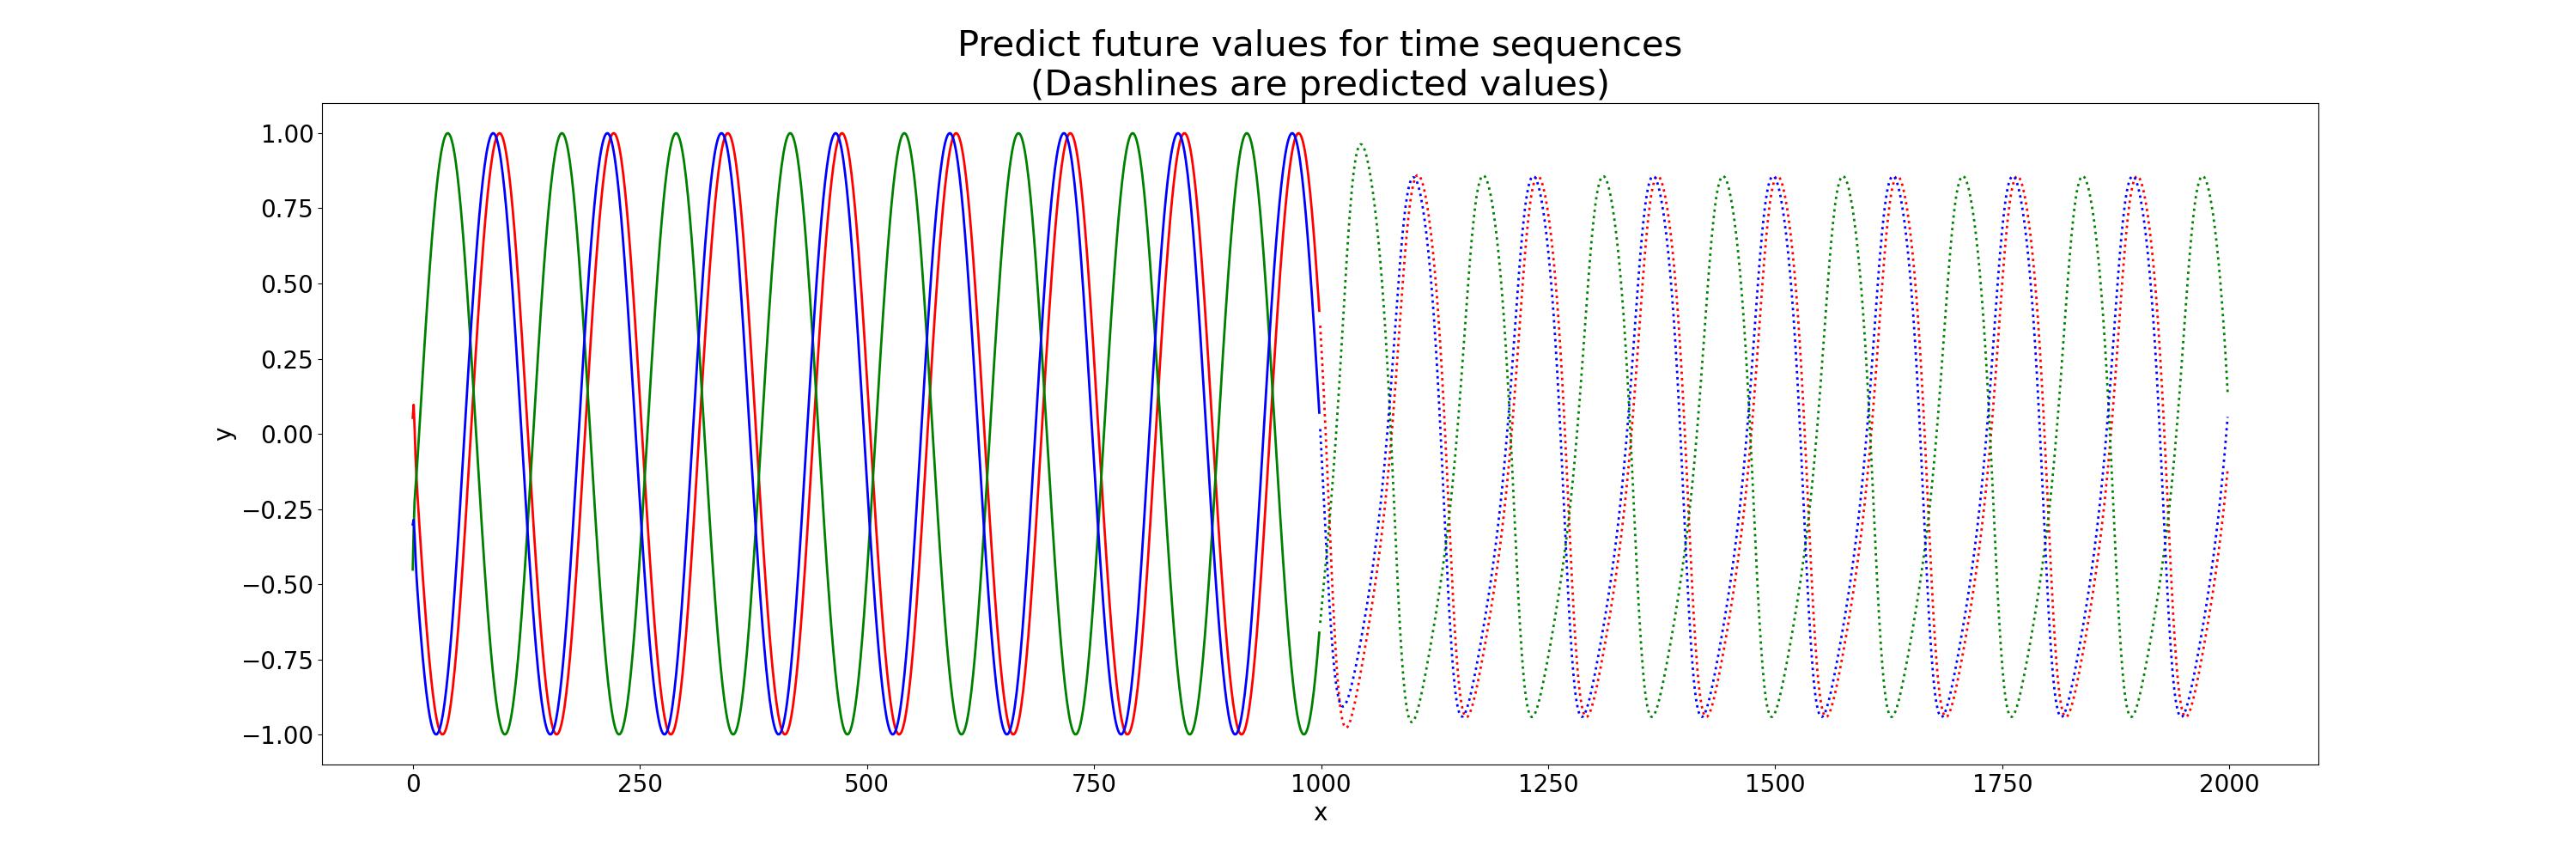 Predict future values for time sequences
(Dashlines are predicted values)
1.00
0.75
0.50
0.25
0.00
−0.25
−0.50
−0.75
−1.00
y
0 250 500 750 1000 1250 1500 1750 2000
x